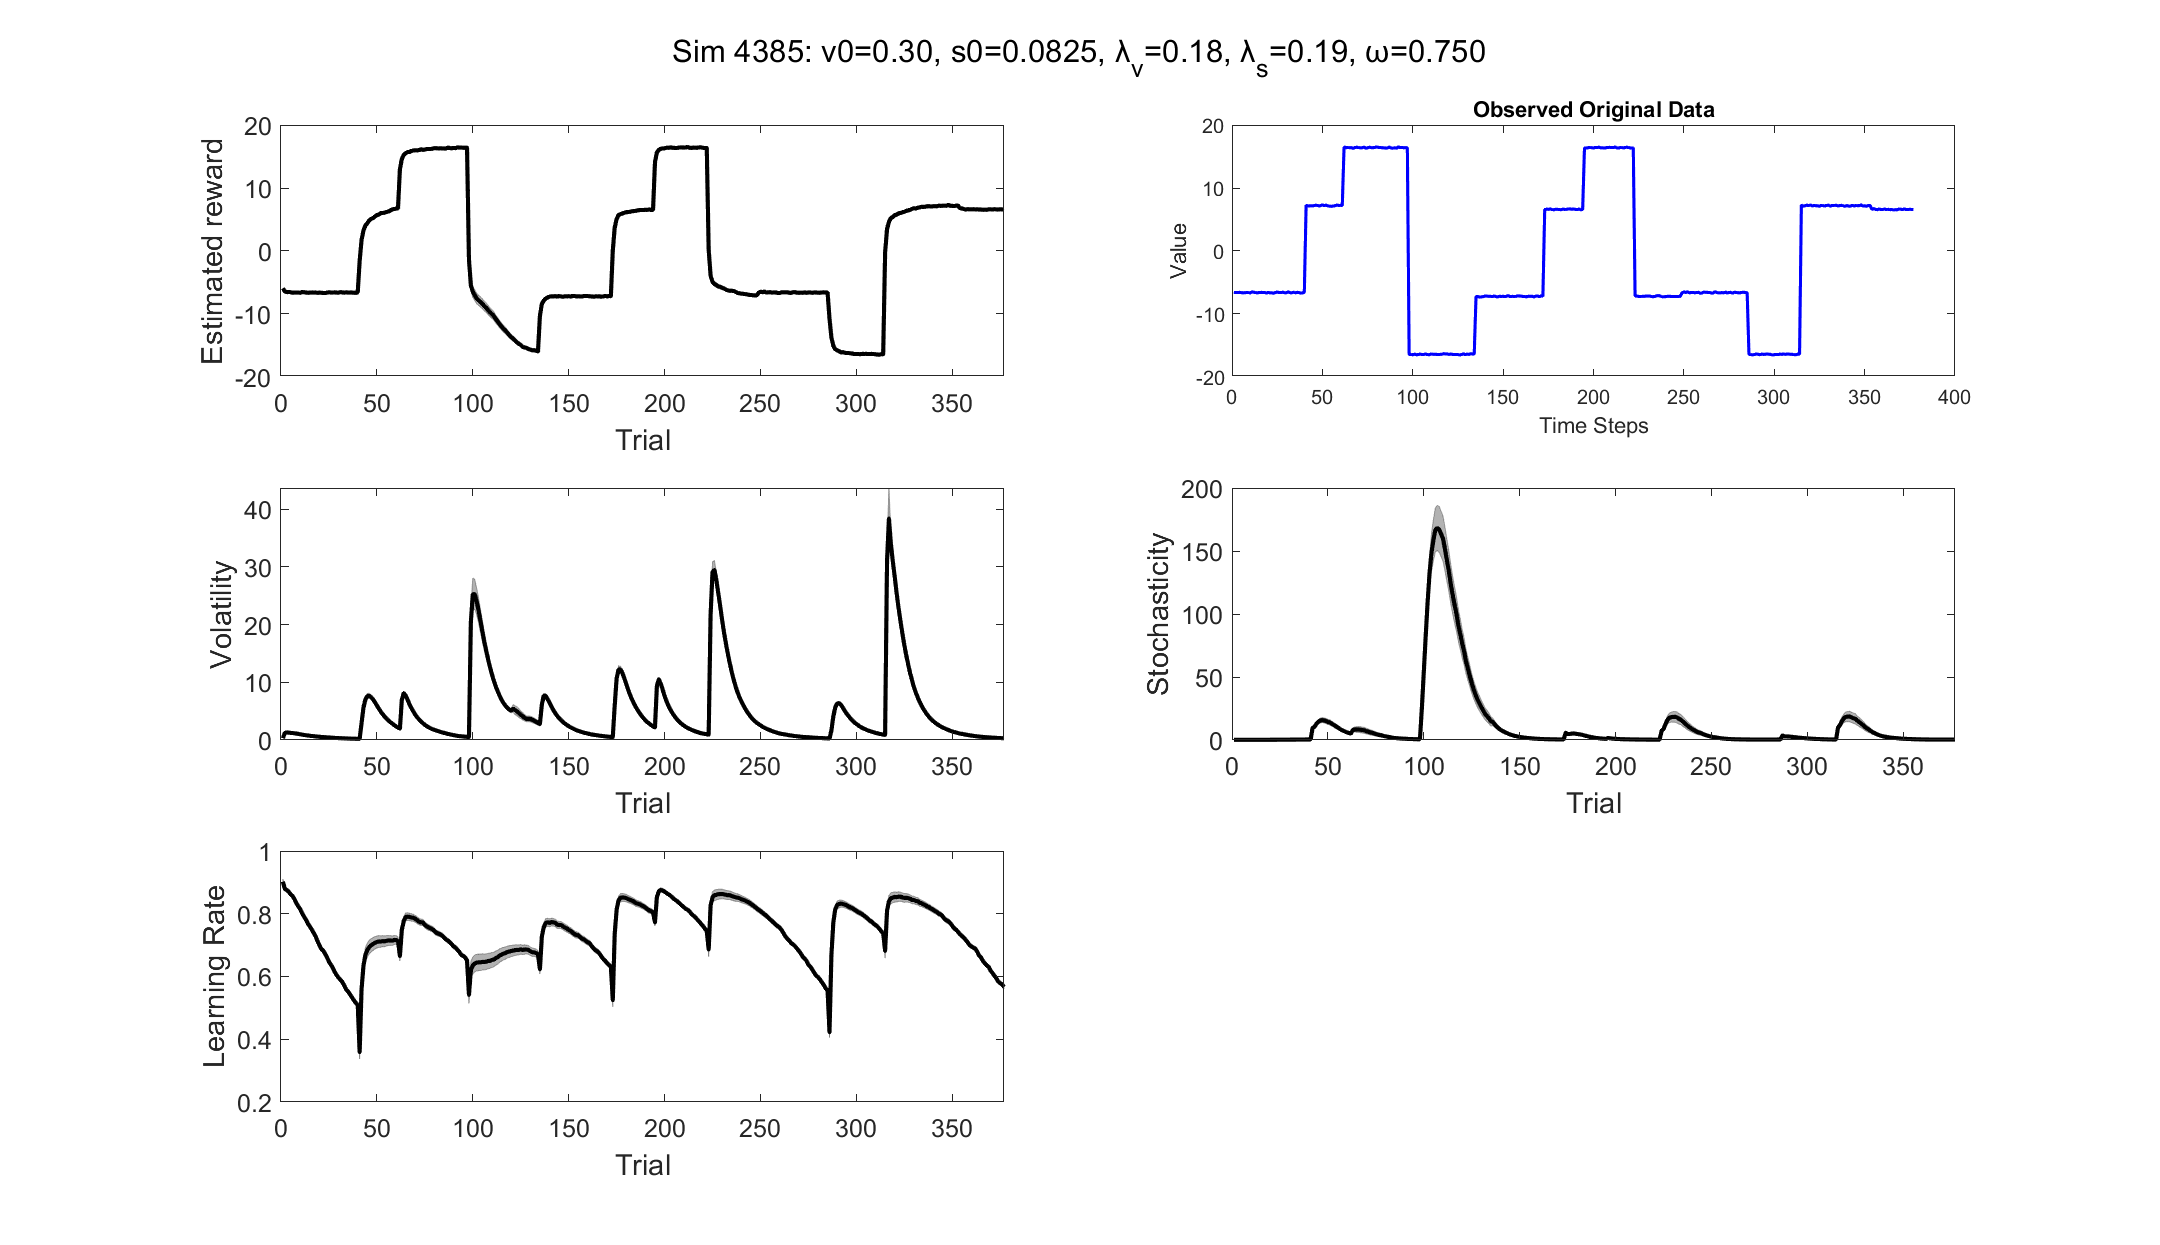 Sim 4385: v0=0.30, s0=0.0825, λ_v=0.18, λ_s=0.19, ω=0.750
20
10
0
-10
-20
Estimated reward
0 50 100 150 200 250 300 350
Trial
Observed Original Data
20
10
0
-10
-20
Value
0 50 100 150 200 250 300 350 400
Time Steps
40
30
20
10
0
Volatility
0 50 100 150 200 250 300 350
Trial
200
150
100
50
0
Stochasticity
0 50 100 150 200 250 300 350
Trial
1
0.8
0.6
0.4
0.2
Learning Rate
0 50 100 150 200 250 300 350
Trial